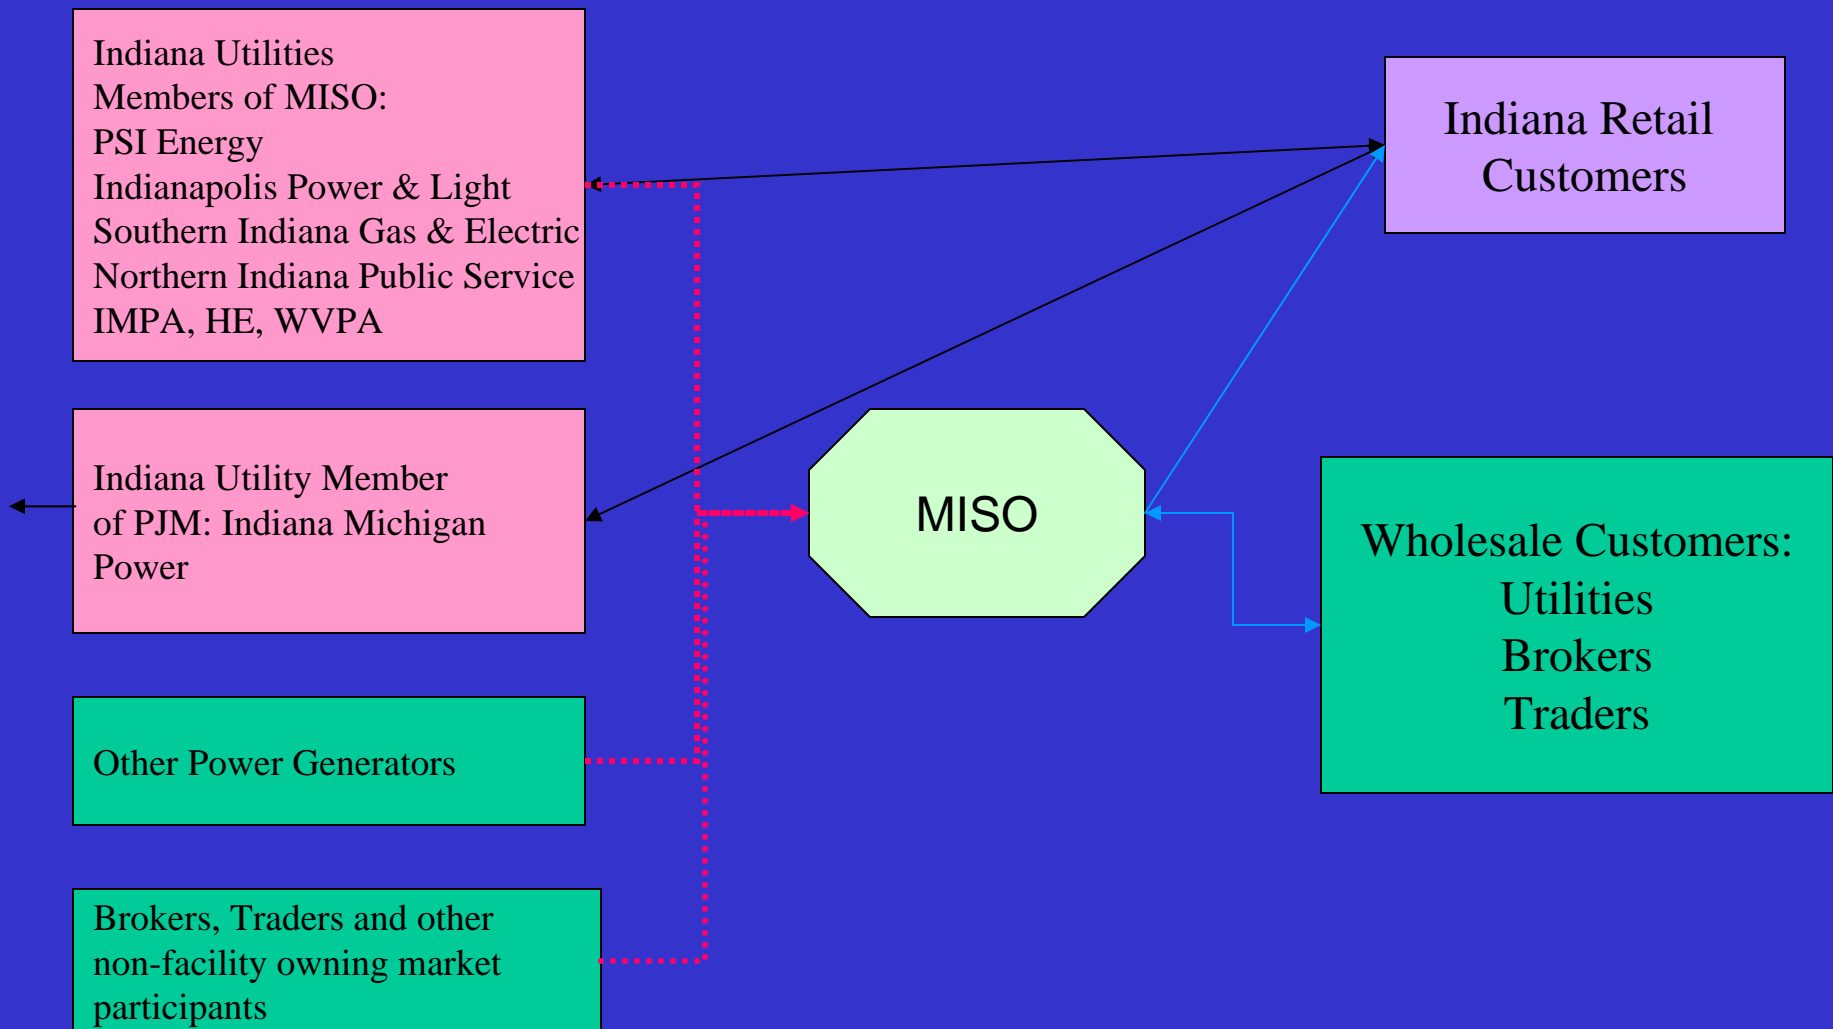 Indiana Utilities
Members of MISO:
PSI Energy
Indianapolis Power & Light
Southern Indiana Gas & Electric
Northern Indiana Public Service
IMPA, HE, WVPA
Indiana Retail
Customers
Indiana Utility Member
of PJM: Indiana Michigan
Power
MISO
Wholesale Customers:
Utilities
Brokers
Traders
Other Power Generators
Brokers, Traders and other
non-facility owning market
participants